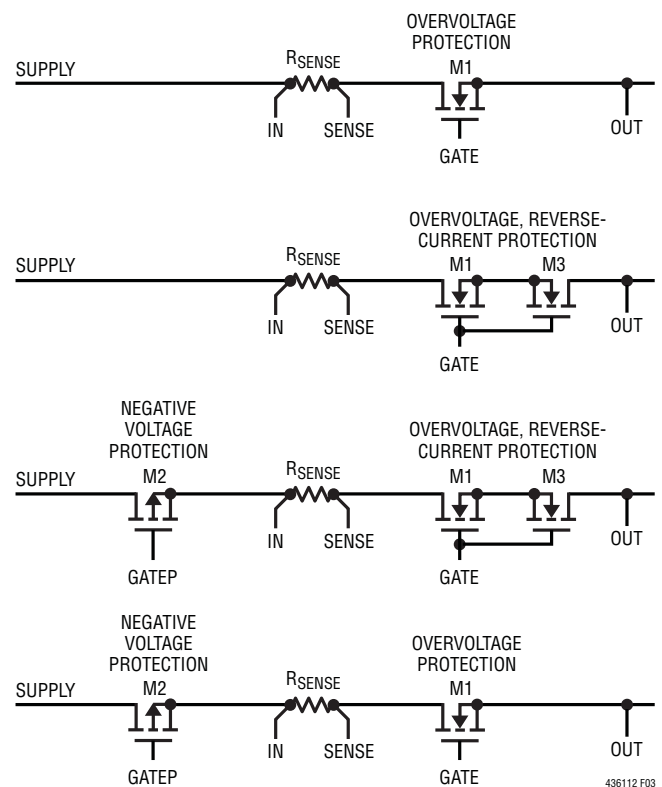 OVERVOLTAGE
PROTECTION
SUPPLY
RSENSE
M1
IN
SENSE
GATE
OUT
OVERVOLTAGE, REVERSE-
CURRENT PROTECTION
SUPPLY
RSENSE
M1
M3
IN
SENSE
GATE
OUT
NEGATIVE
VOLTAGE
PROTECTION
OVERVOLTAGE, REVERSE-
CURRENT PROTECTION
SUPPLY
M2
RSENSE
M1
M3
IN
SENSE
OUT
GATEP
GATE
NEGATIVE
VOLTAGE
PROTECTION
OVERVOLTAGE
PROTECTION
SUPPLY
M2
RSENSE
M1
IN
SENSE
OUT
GATEP
GATE
436112 F03